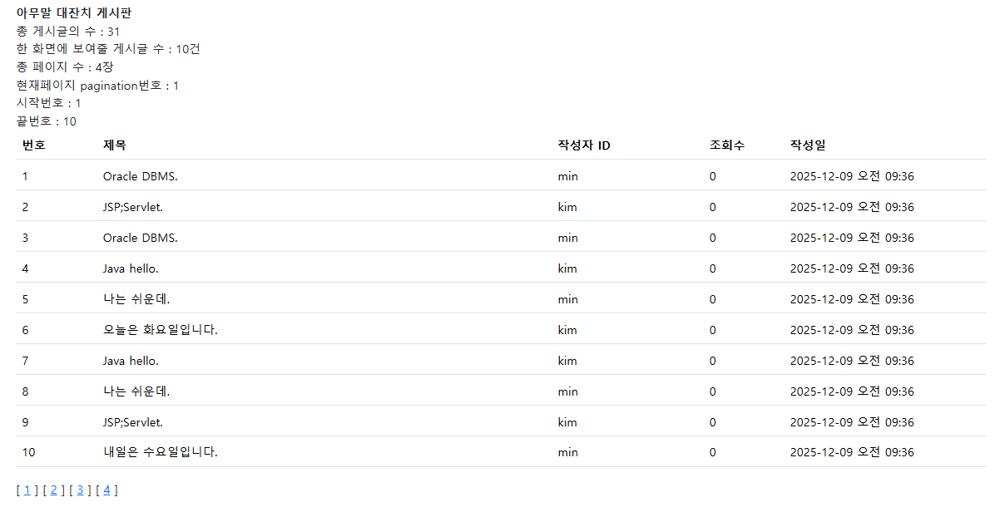 아무말 대잔치 게시판
총 게시글의 수 : 31
한 화면에 보여줄 게시글 수 : 10건
총 페이지 수 : 4장
현재페이지 pagination번호 : 1
시작번호 : 1
끝번호 : 10
번호 제목 작성자 ID 조회수 작성일
1 Oracle DBMS. min 0 2025-12-09 오전 09:36
2 JSP;Servlet. kim 0 2025-12-09 오전 09:36
3 Oracle DBMS. min 0 2025-12-09 오전 09:36
4 Java hello. kim 0 2025-12-09 오전 09:36
5 나는 쉬운데. min 0 2025-12-09 오전 09:36
6 오늘은 화요일입니다. kim 0 2025-12-09 오전 09:36
7 Java hello. kim 0 2025-12-09 오전 09:36
8 나는 쉬운데. min 0 2025-12-09 오전 09:36
9 JSP;Servlet. kim 0 2025-12-09 오전 09:36
10 내일은 수요일입니다. min 0 2025-12-09 오전 09:36
[ 1 ] [ 2 ] [ 3 ] [ 4 ]